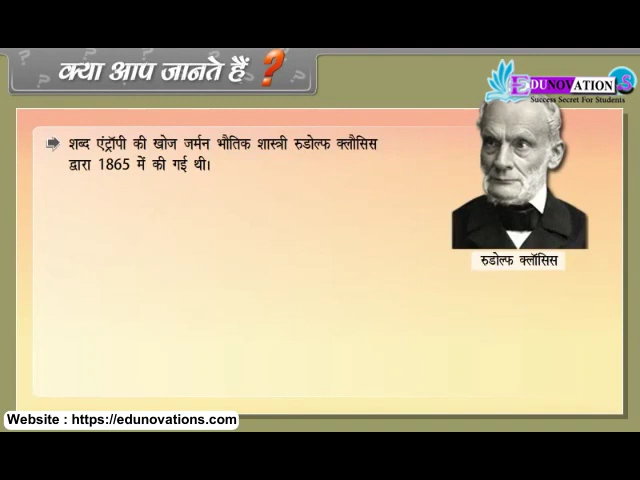 क्या आप जानते हैं ?
EDUNOVATIONS
Success Secret For Students
शब्द एंट्रॉपी की खोज जर्मन भौतिक शास्त्री रुडोल्फ क्लौसिस
द्वारा 1865 में की गई थी।
रुडोल्फ क्लॉसिस
Website : https://edunovations.com